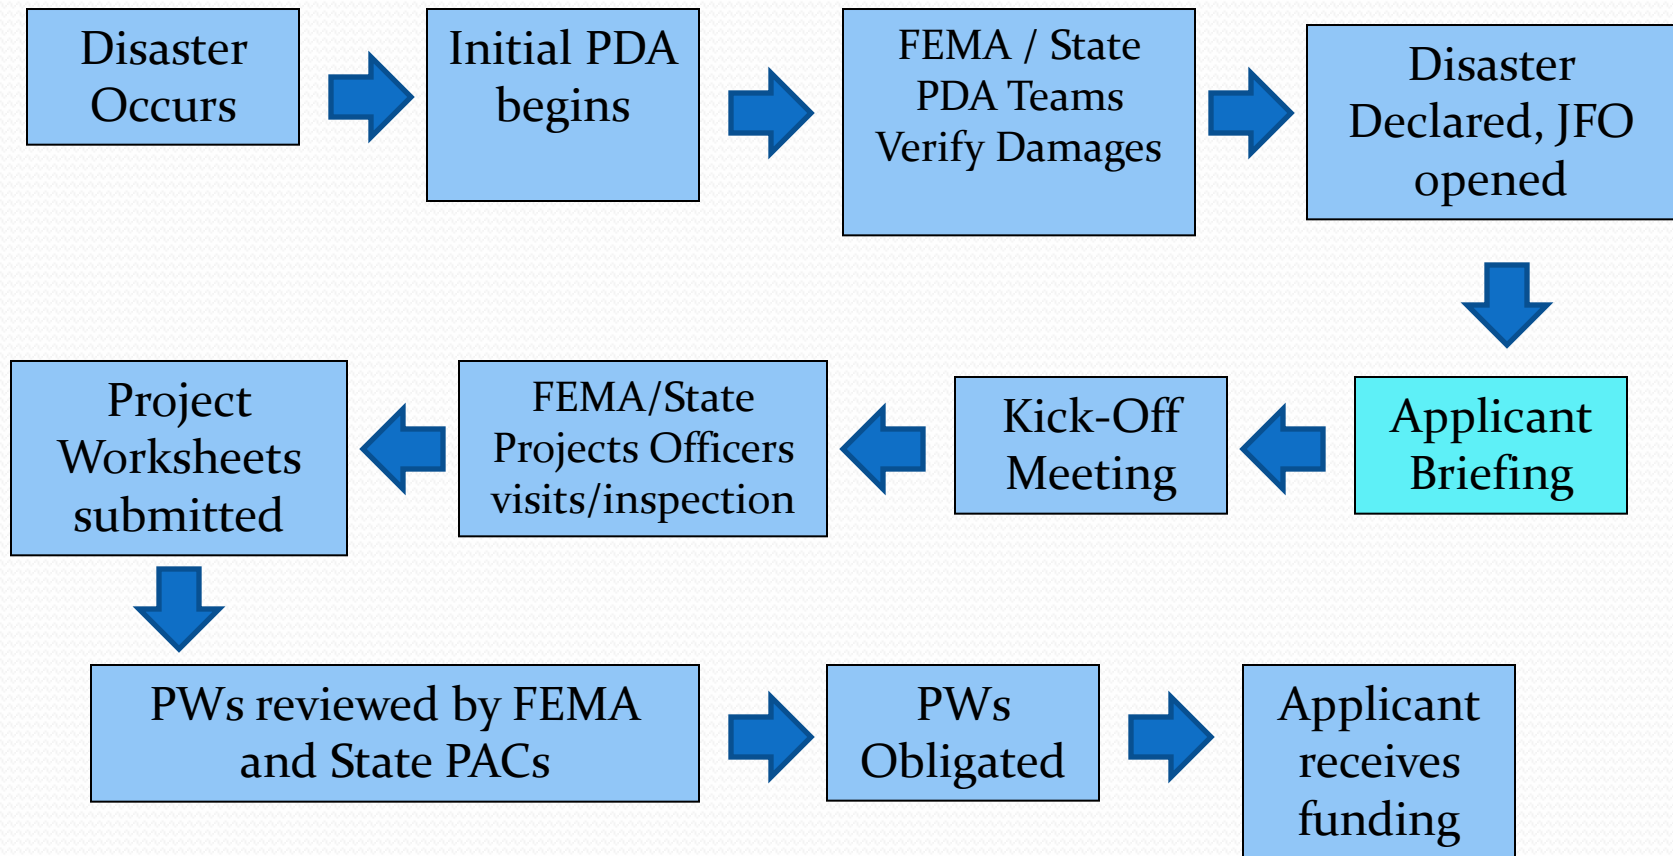 Disaster
Occurs
Initial PDA
begins
FEMA / State
PDA Teams
Verify Damages
Disaster
Declared, JFO
opened
Applicant
Briefing
Kick-Off
Meeting
FEMA/State
Projects Officers
visits/inspection
Project
Worksheets
submitted
PWs reviewed by FEMA
and State PACs
PWs
Obligated
Applicant
receives
funding